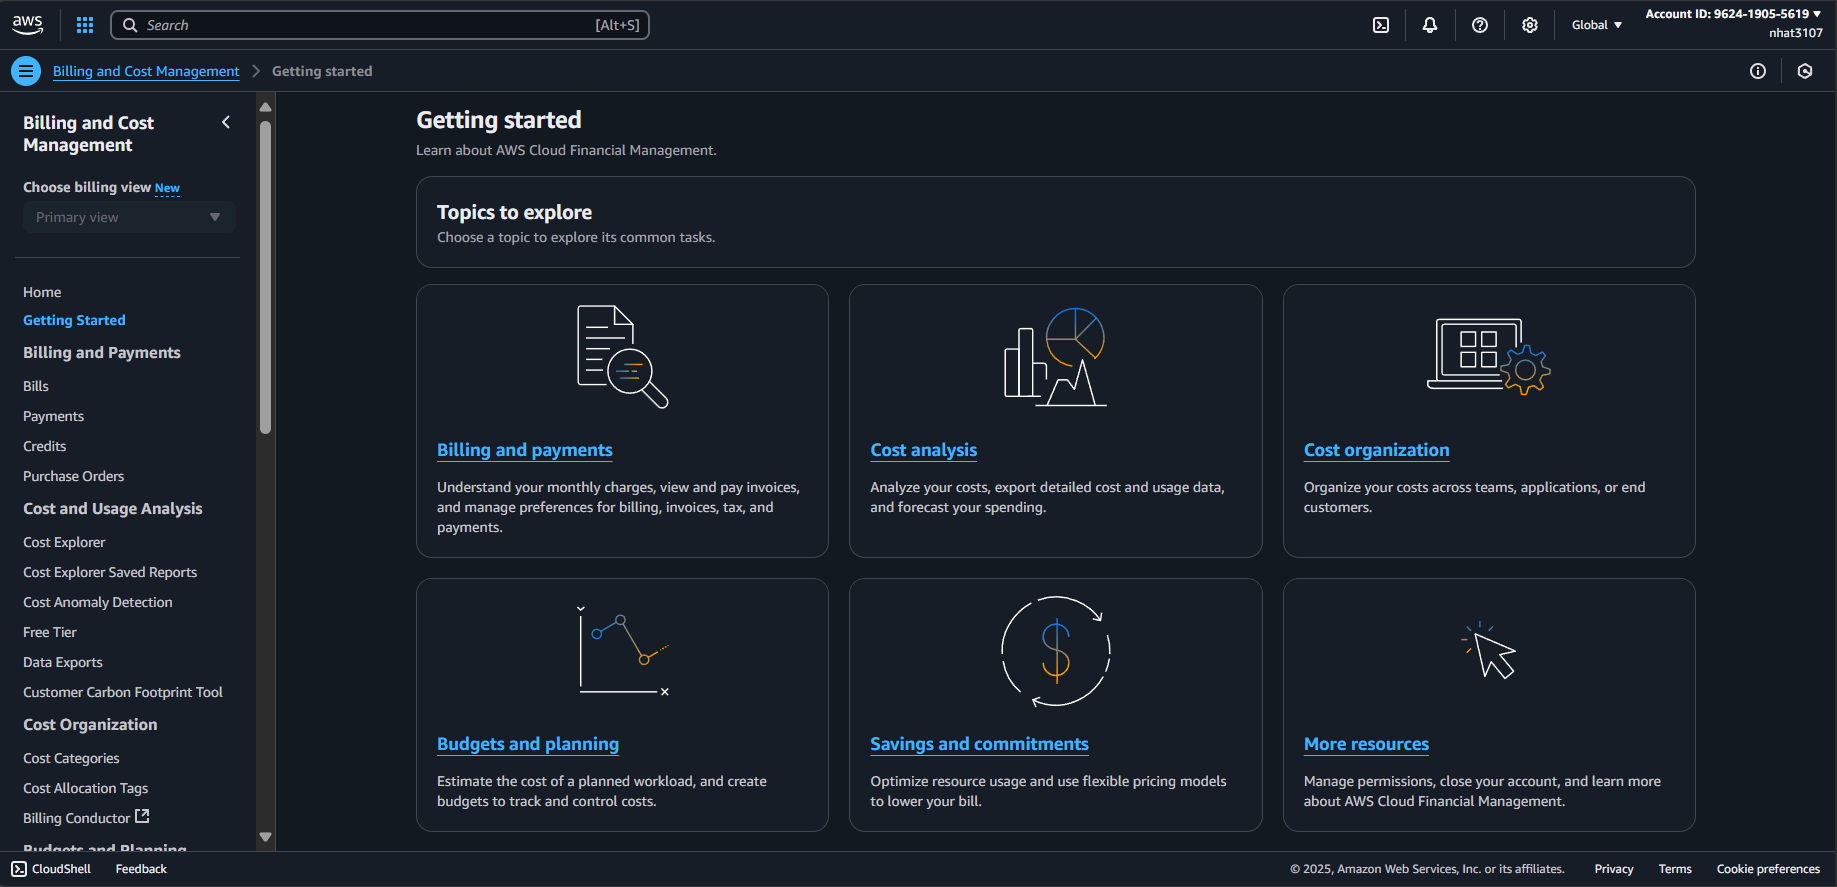 aws
Search
[Alt+S]
Global
Account ID: 9624-1905-5619
nhat3107
Billing and Cost Management
Getting started
Billing and Cost
Management
Choose billing view New
Primary view
Home
Getting Started
Billing and Payments
Bills
Payments
Credits
Purchase Orders
Cost and Usage Analysis
Cost Explorer
Cost Explorer Saved Reports
Cost Anomaly Detection
Free Tier
Data Exports
Customer Carbon Footprint Tool
Cost Organization
Cost Categories
Cost Allocation Tags
Billing Conductor
Budgets and Planning
Getting started
Learn about AWS Cloud Financial Management.
Topics to explore
Choose a topic to explore its common tasks.
Billing and payments
Understand your monthly charges, view and pay invoices,
and manage preferences for billing, invoices, tax, and
payments.
Cost analysis
Analyze your costs, export detailed cost and usage data,
and forecast your spending.
Cost organization
Organize your costs across teams, applications, or end
customers.
Budgets and planning
Estimate the cost of a planned workload, and create
budgets to track and control costs.
Savings and commitments
Optimize resource usage and use flexible pricing models
to lower your bill.
More resources
Manage permissions, close your account, and learn more
about AWS Cloud Financial Management.
CloudShell
Feedback
© 2025, Amazon Web Services, Inc. or its affiliates.
Privacy
Terms
Cookie preferences